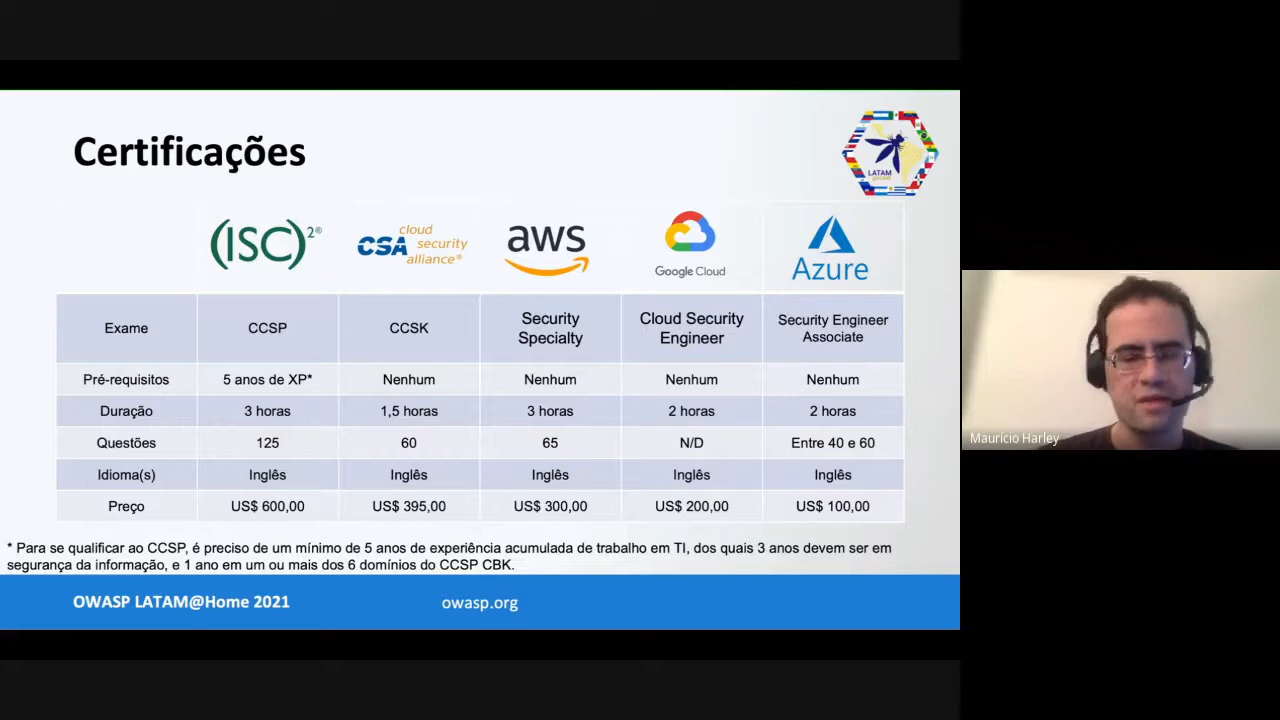 Certificações
LATAM
(ISC)2®
CSA cloud security alliance®
aws
Google Cloud
Azure
Exame CCSP CCSK Security Specialty Cloud Security Engineer Security Engineer Associate
Pré-requisitos 5 anos de XP* Nenhum Nenhum Nenhum Nenhum
Duração 3 horas 1,5 horas 3 horas 2 horas 2 horas
Questões 125 60 65 N/D Entre 40 e 60
Idioma(s) Inglês Inglês Inglês Inglês Inglês
Preço US$ 600,00 US$ 395,00 US$ 300,00 US$ 200,00 US$ 100,00
* Para se qualificar ao CCSP, é preciso de um mínimo de 5 anos de experiência acumulada de trabalho em TI, dos quais 3 anos devem ser em
segurança da informação, e 1 ano em um ou mais dos 6 domínios do CCSP CBK.
OWASP LATAM@Home 2021 owasp.org
Maurício Harley